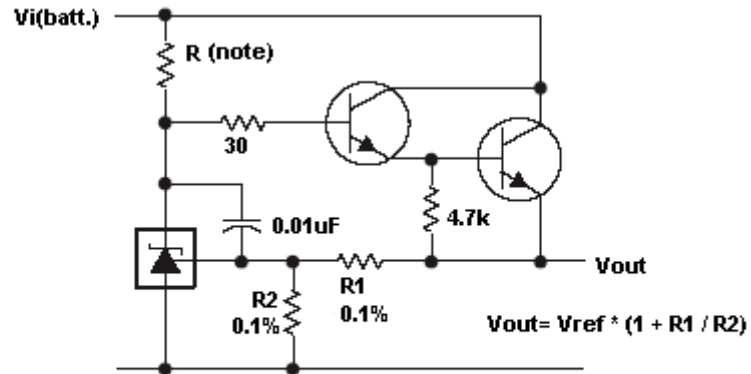 Vi(batt.)
R (note)
30
0.01uF
4.7k
Vout
R2
0.1%
R1
0.1%
Vout= Vref * (1 + R1 / R2)